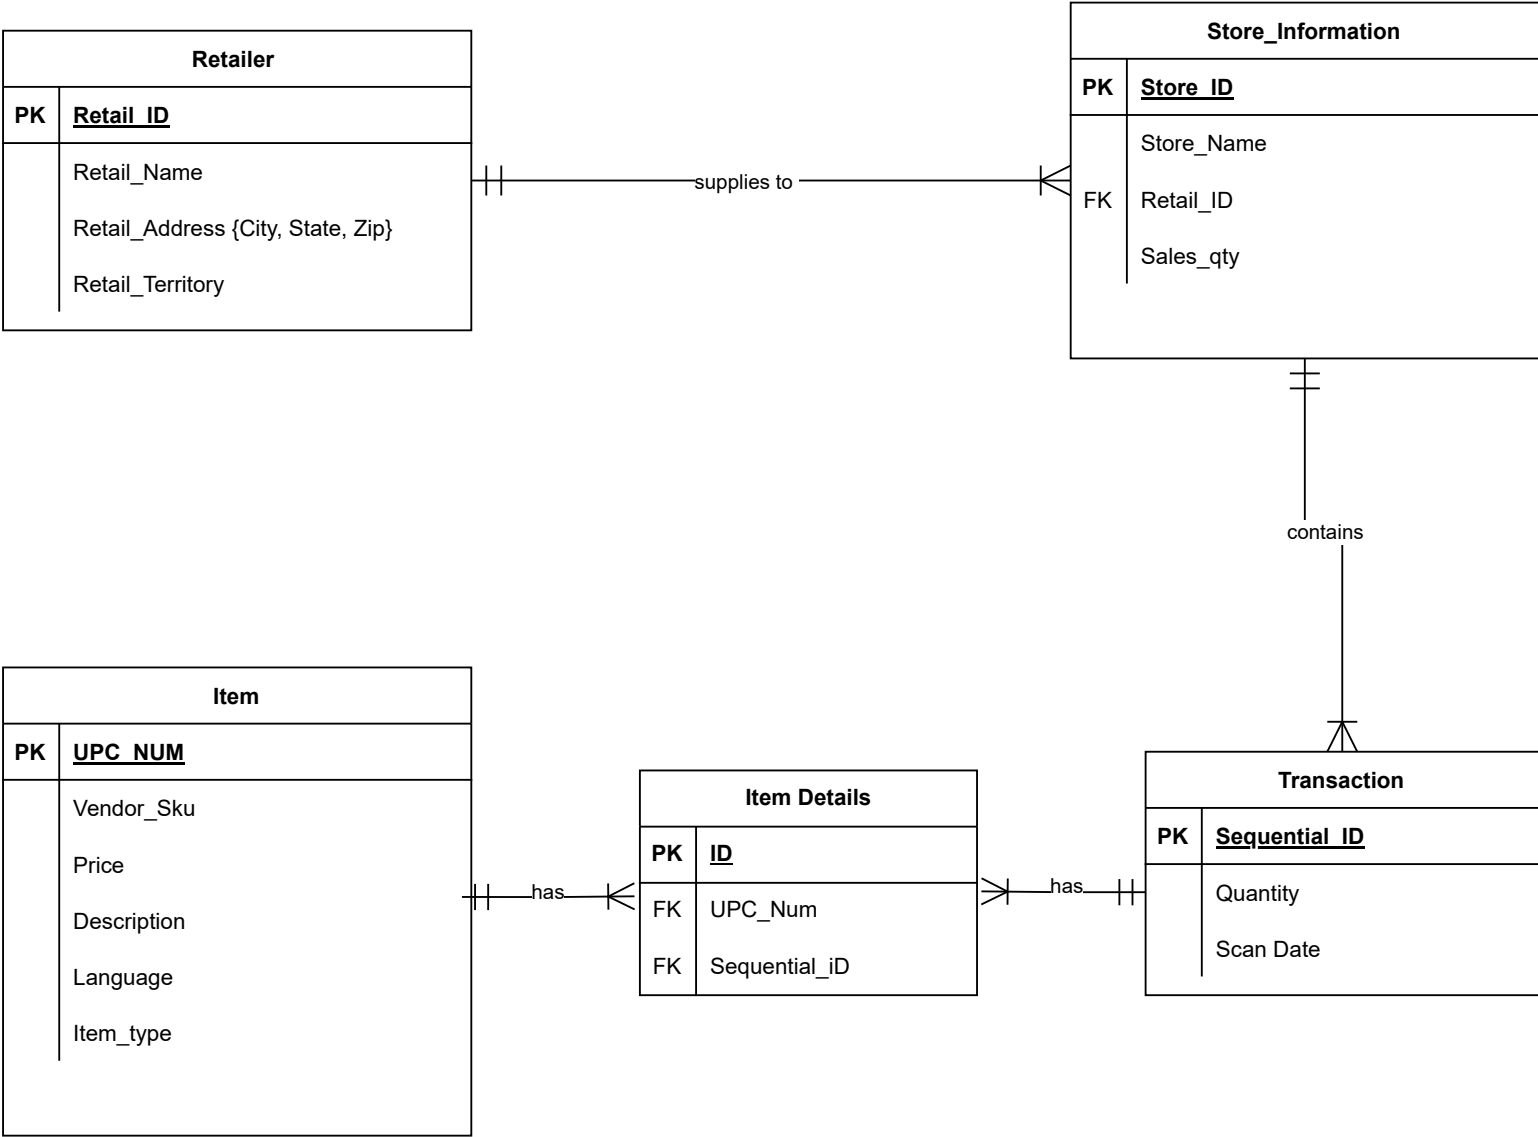 Retailer
PK Retail_ID
Retail_Name
Retail_Address {City, State, Zip}
Retail_Territory
supplies to
Store_Information
PK Store_ID
Store_Name
FK Retail_ID
Sales_qty
contains
Item
PK UPC_NUM
Vendor_Sku
Price
Description
Language
Item_type
has
Item Details
PK ID
FK UPC_Num
FK Sequential_iD
has
Transaction
PK Sequential_ID
Quantity
Scan Date